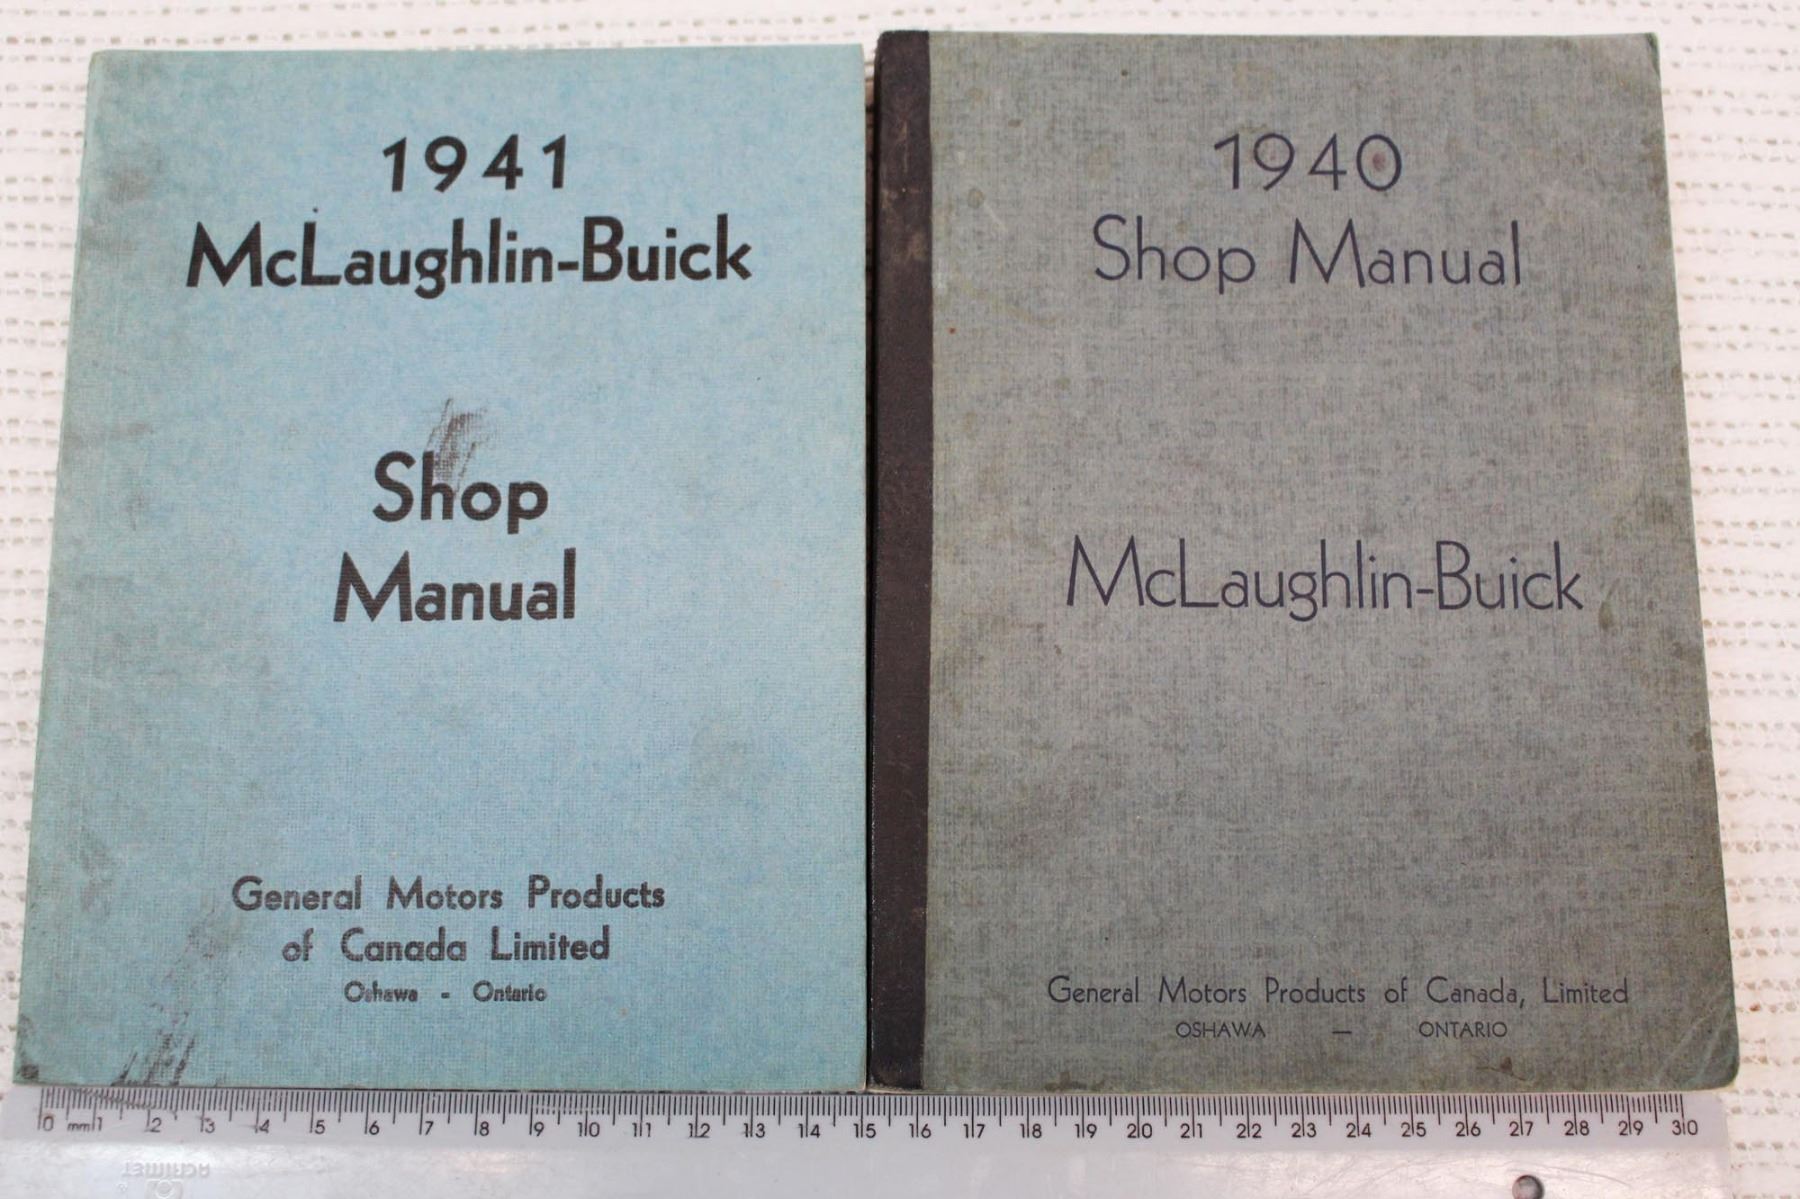 1941
McLaughlin-Buick
Shop
Manual
General Motors Products
of Canada Limited
Oshawa - Ontario
1940
Shop Manual
McLaughlin-Buick
General Motors Products of Canada, Limited
OSHAWA — ONTARIO
0 mm 1 2 3 4 5 6 7 8 9 10 11 12 13 14 15 16 17 18 19 20 21 22 23 24 25 26 27 28 29 30